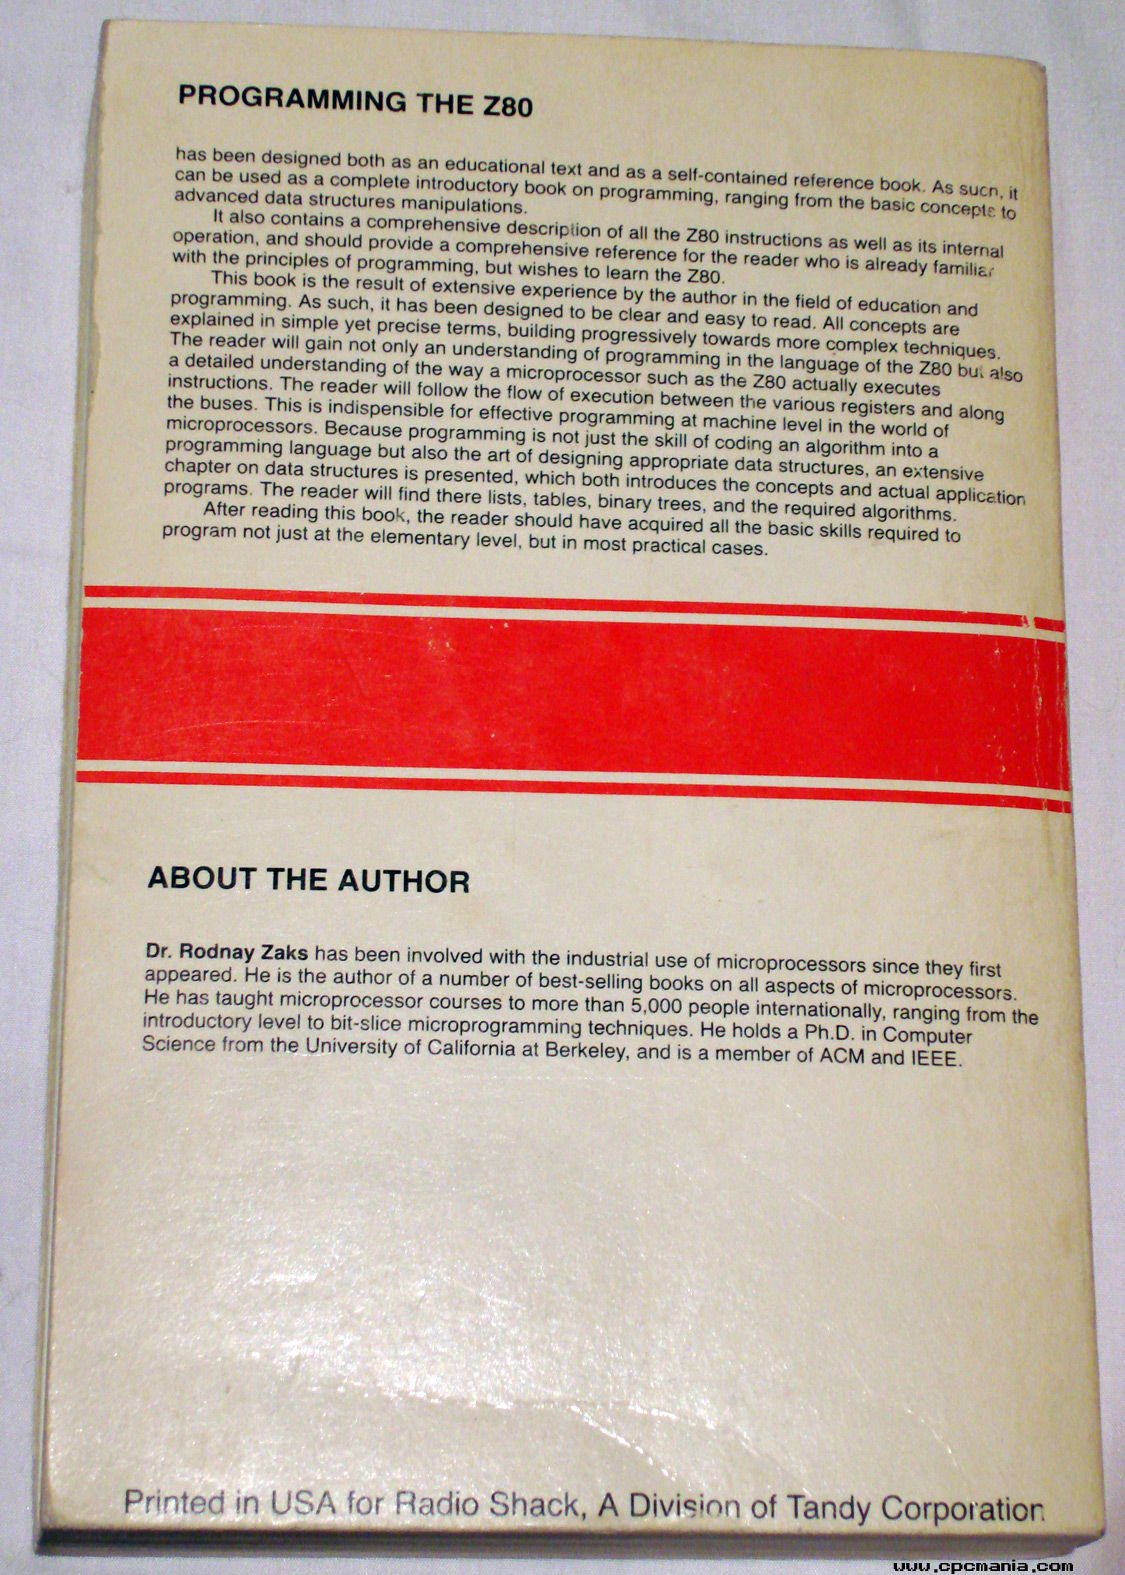 PROGRAMMING THE Z80
has been designed both as an educational text and as a self-contained reference book. As such, it
can be used as a complete introductory book on programming, ranging from the basic concepts to
advanced data structures manipulations.
It also contains a comprehensive description of all the Z80 instructions as well as its internal
operation, and should provide a comprehensive reference for the reader who is already familiar
with the principles of programming, but wishes to learn the Z80.
This book is the result of extensive experience by the author in the field of education and
programming. As such, it has been designed to be clear and easy to read. All concepts are
explained in simple yet precise terms, building progressively towards more complex techniques.
The reader will gain not only an understanding of programming in the language of the Z80 but also
a detailed understanding of the way a microprocessor such as the Z80 actually executes
instructions. The reader will follow the flow of execution between the various registers and along
the buses. This is indispensible for effective programming at machine level in the world of
microprocessors. Because programming is not just the skill of coding an algorithm into a
programming language but also the art of designing appropriate data structures, an extensive
chapter on data structures is presented, which both introduces the concepts and actual application
programs. The reader will find there lists, tables, binary trees, and the required algorithms.
After reading this book, the reader should have acquired all the basic skills required to
program not just at the elementary level, but in most practical cases.
ABOUT THE AUTHOR
Dr. Rodnay Zaks has been involved with the industrial use of microprocessors since they first
appeared. He is the author of a number of best-selling books on all aspects of microprocessors.
He has taught microprocessor courses to more than 5,000 people internationally, ranging from the
introductory level to bit-slice microprogramming techniques. He holds a Ph.D. in Computer
Science from the University of California at Berkeley, and is a member of ACM and IEEE.
Printed in USA for Radio Shack, A Division of Tandy Corporation
www.cpcmania.com